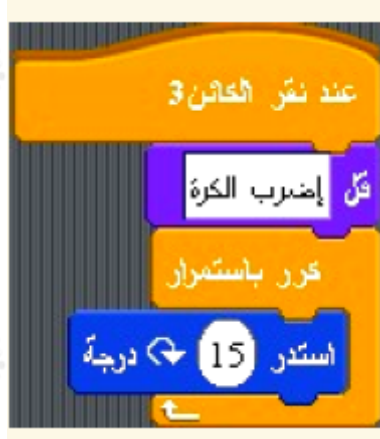 عند نقر الكائن3
قل إضرب الكرة
كرر باستمرار
استدر 15 درجة